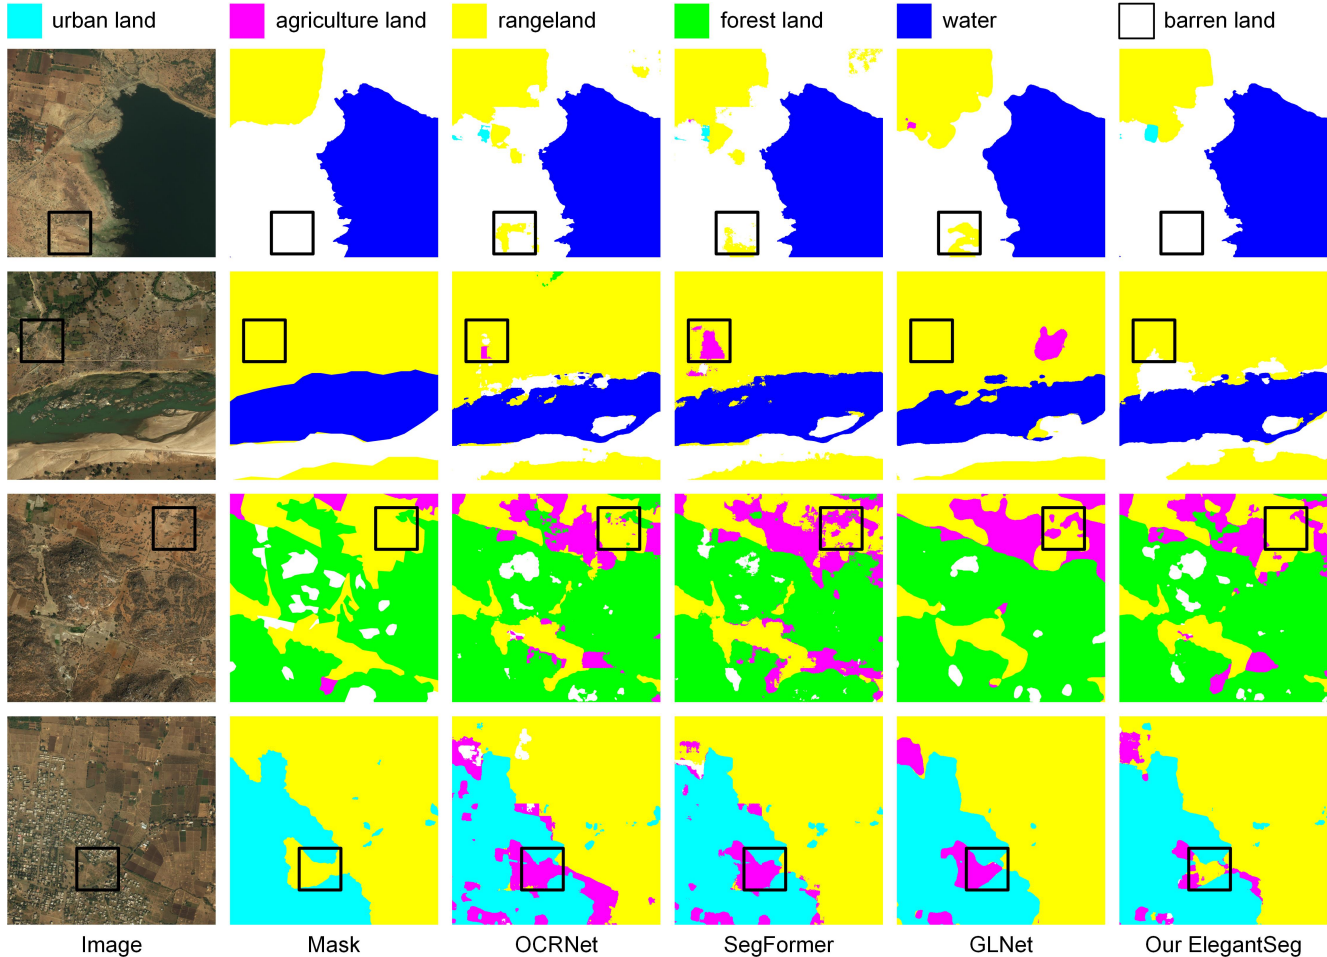 urban land agriculture land rangeland forest land water barren land
Image Mask OCRNet SegFormer GLNet Our ElegantSeg